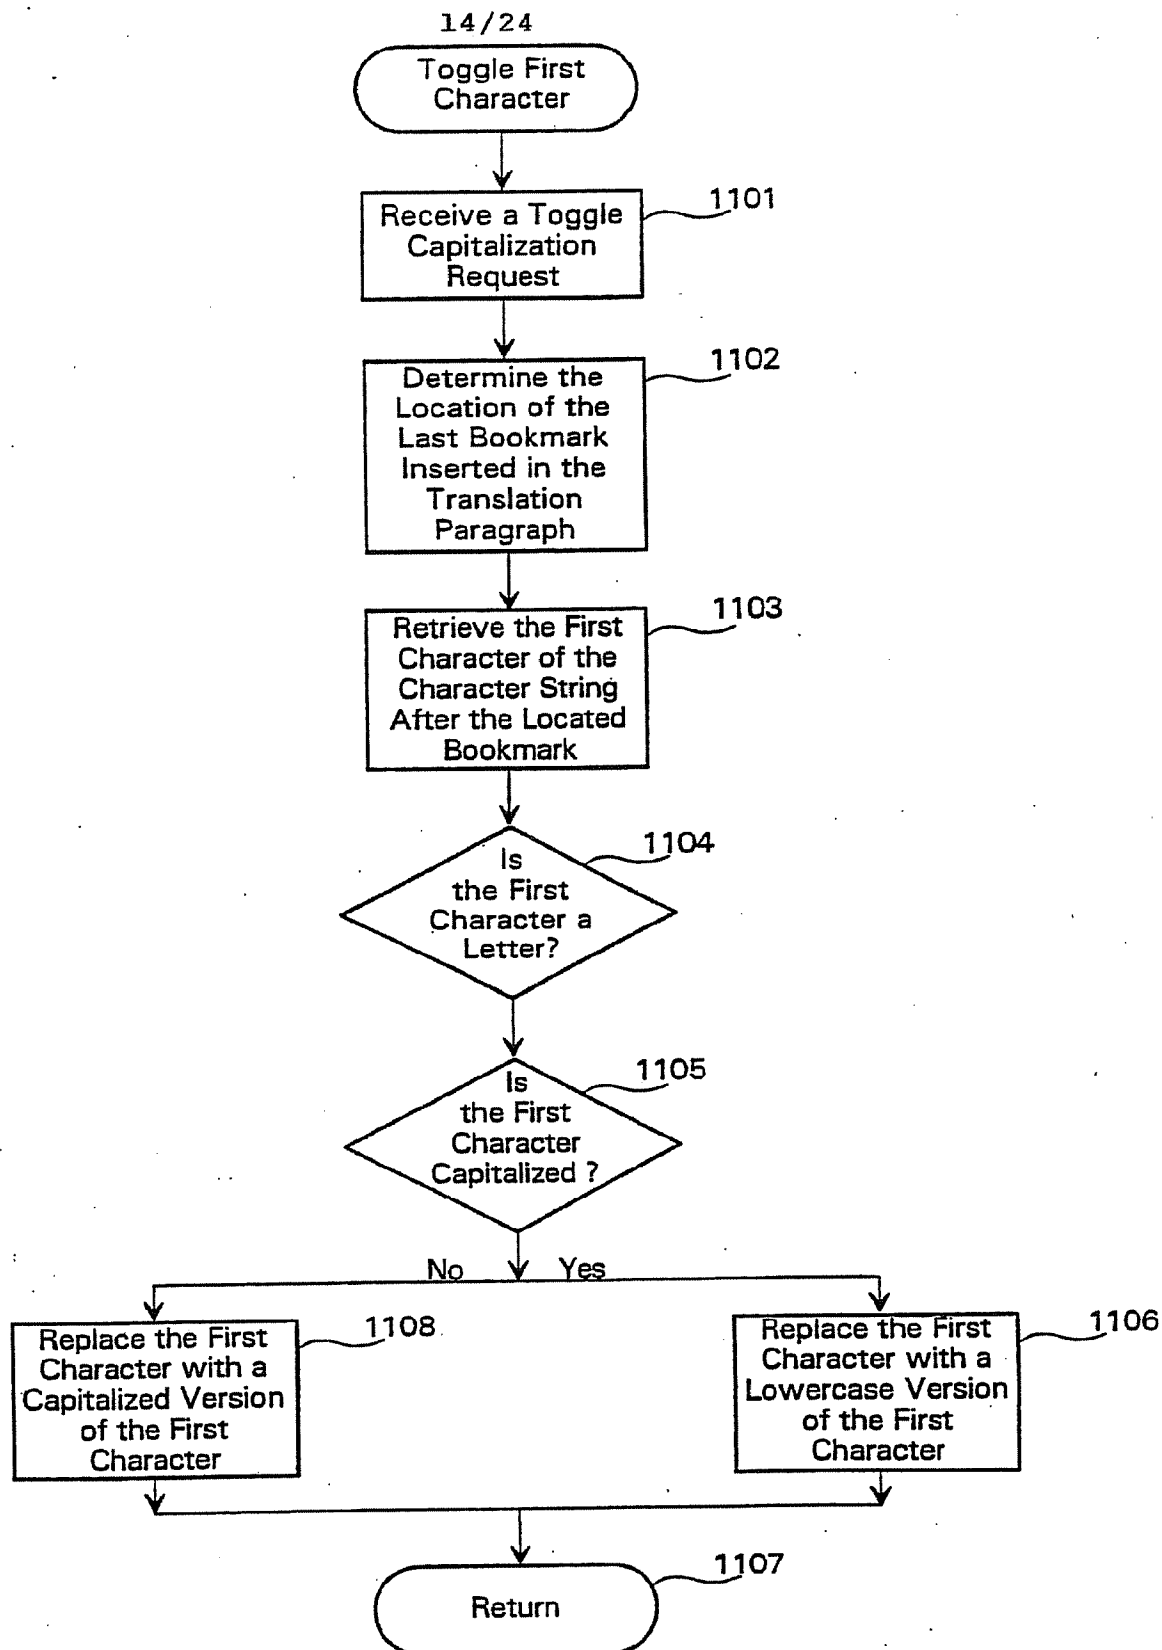 14/24
Toggle First
Character
1101
Receive a Toggle
Capitalization
Request
1102
Determine the
Location of the
Last Bookmark
Inserted in the
Translation
Paragraph
1103
Retrieve the First
Character of the
Character String
After the Located
Bookmark
1104
Is
the First
Character a
Letter?
1105
Is
the First
Character
Capitalized ?
No Yes
1108
Replace the First
Character with a
Capitalized Version
of the First
Character
1106
Replace the First
Character with a
Lowercase Version
of the First
Character
1107
Return